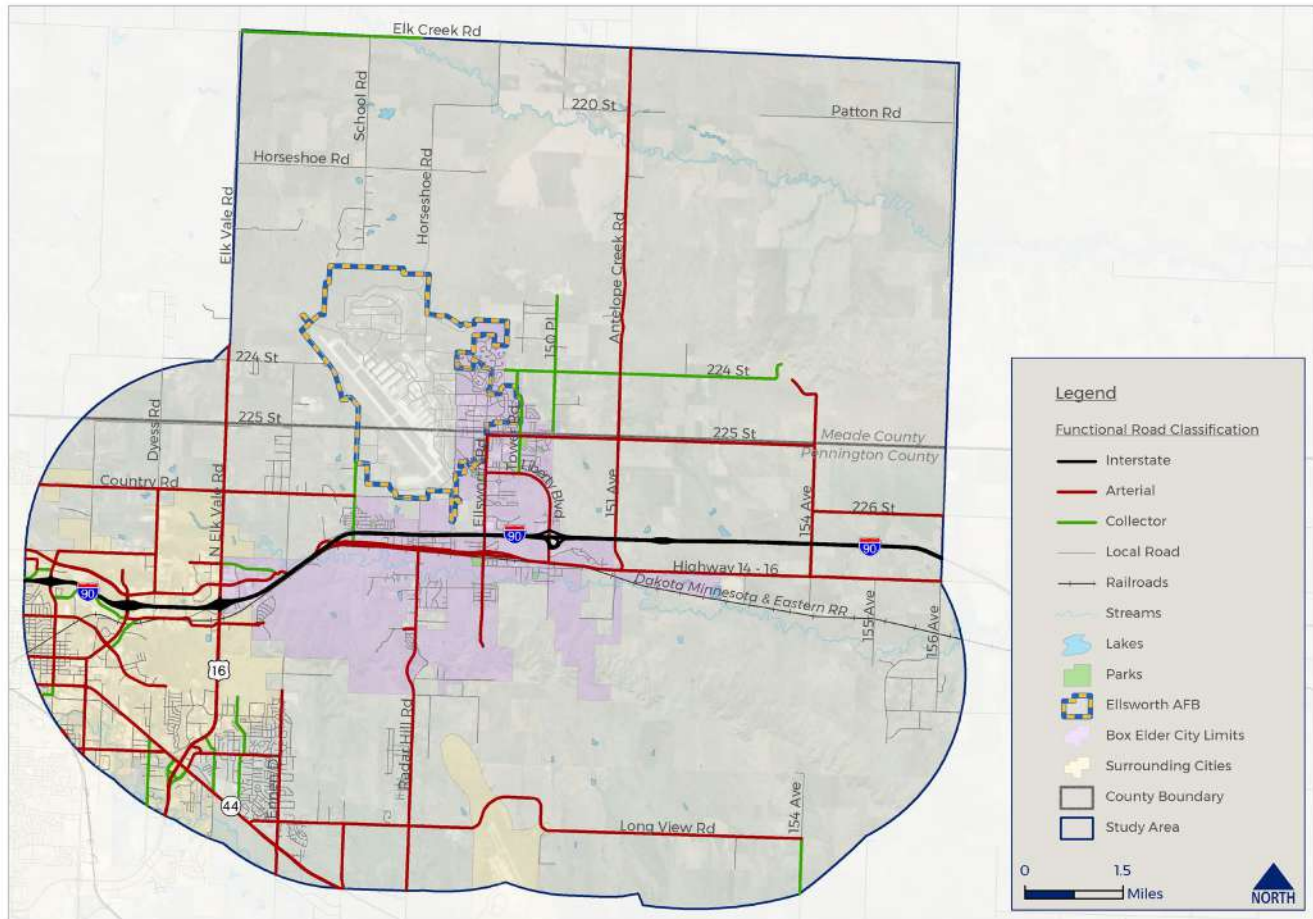 Elk Creek Rd
School Rd
220 St
Patton Rd
Horseshoe Rd
Horseshoe Rd
Elk Vale Rd
Antelope Creek Rd
150 Pl
224 St
224 St
225 St
225 St
Meade County
Pennington County
Dyess Rd
Tower Rd
Ellsworth Rd
Liberty Blvd
Country Rd
N Elk Vale Rd
151 Ave
154 Ave
226 St
90
90
90
Highway 14 - 16
Dakota Minnesota & Eastern RR
155 Ave
156 Ave
16
Radar Hill Rd
44
Long View Rd
154 Ave
Legend
Functional Road Classification
Interstate
Arterial
Collector
Local Road
Railroads
Streams
Lakes
Parks
Ellsworth AFB
Box Elder City Limits
Surrounding Cities
County Boundary
Study Area
0 1.5
Miles
NORTH